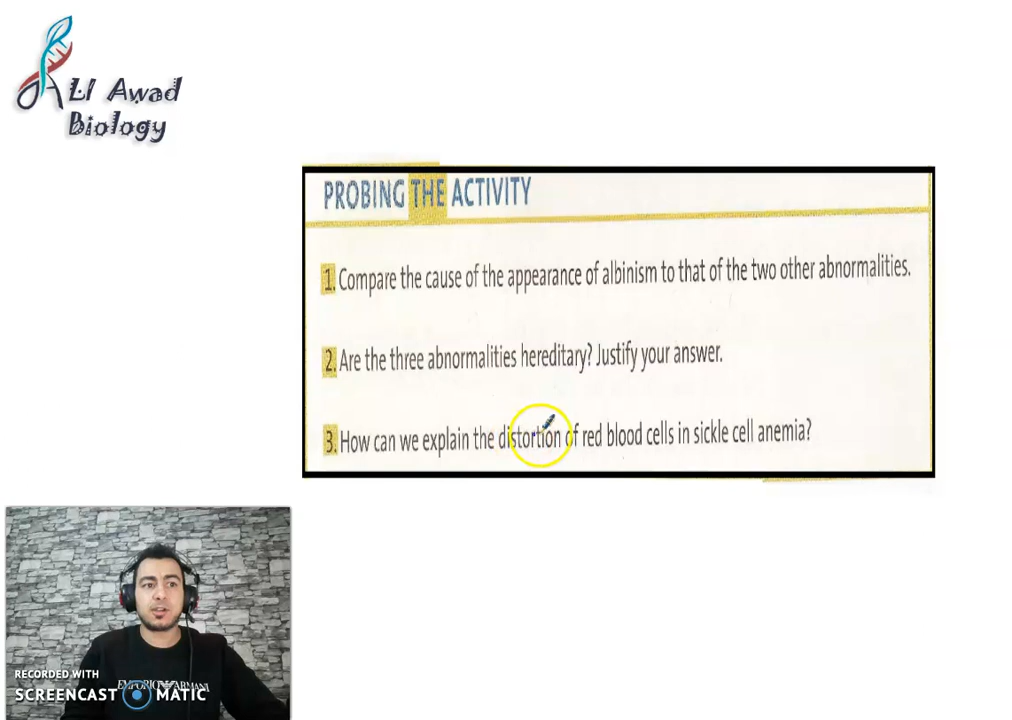 ALI Awad
Biology
PROBING THE ACTIVITY
1. Compare the cause of the appearance of albinism to that of the two other abnormalities.
2. Are the three abnormalities hereditary? Justify your answer.
3. How can we explain the distortion of red blood cells in sickle cell anemia?
EMPORIO ARMANI
RECORDED WITH
SCREENCAST MATIC